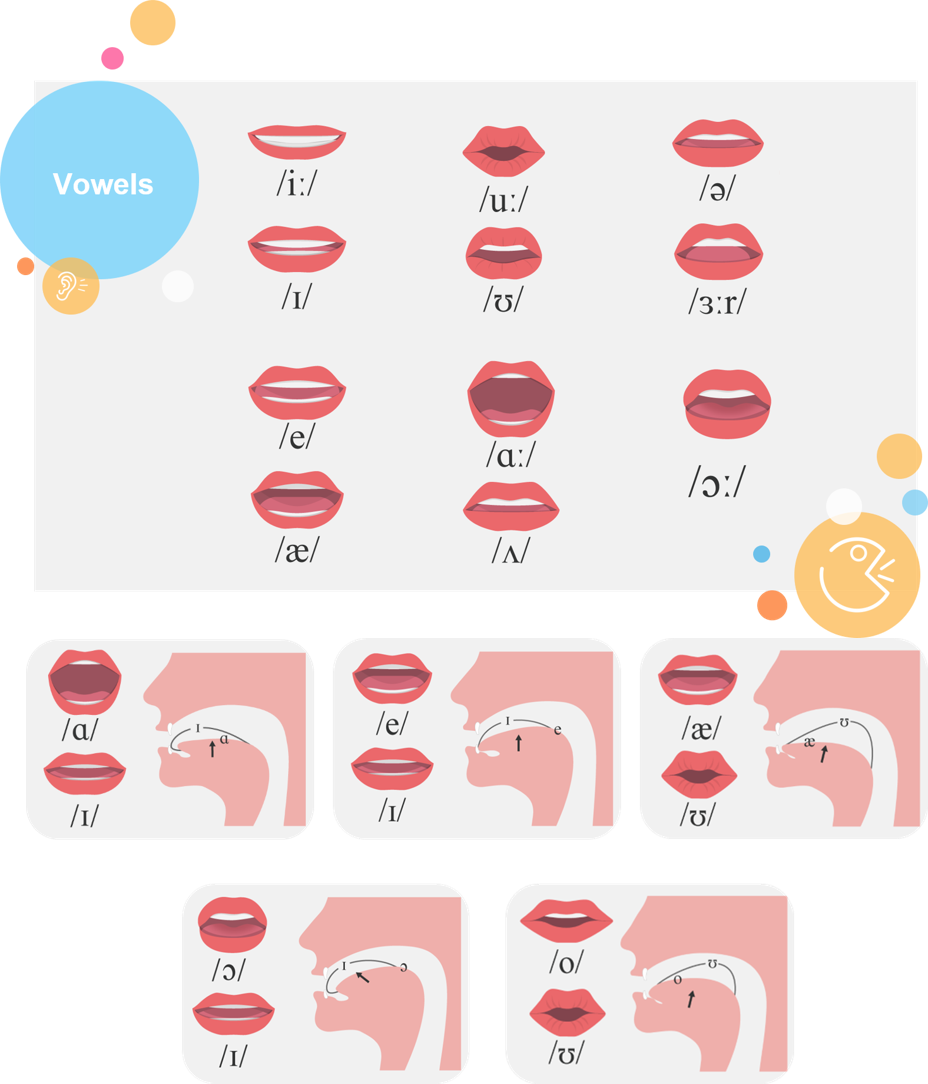 Vowels
/iː/
/uː/
/ə/
/ɪ/
/ʊ/
/ɜːr/
/e/
/ɑː/
/ɔː/
/æ/
/ʌ/
/ɑ/
/ɪ/
ɪ
ɑ
/e/
/ɪ/
ɪ
e
/æ/
/ʊ/
ʊ
æ
/ɔ/
/ɪ/
ɪ
ɔ
/o/
/ʊ/
ʊ
o